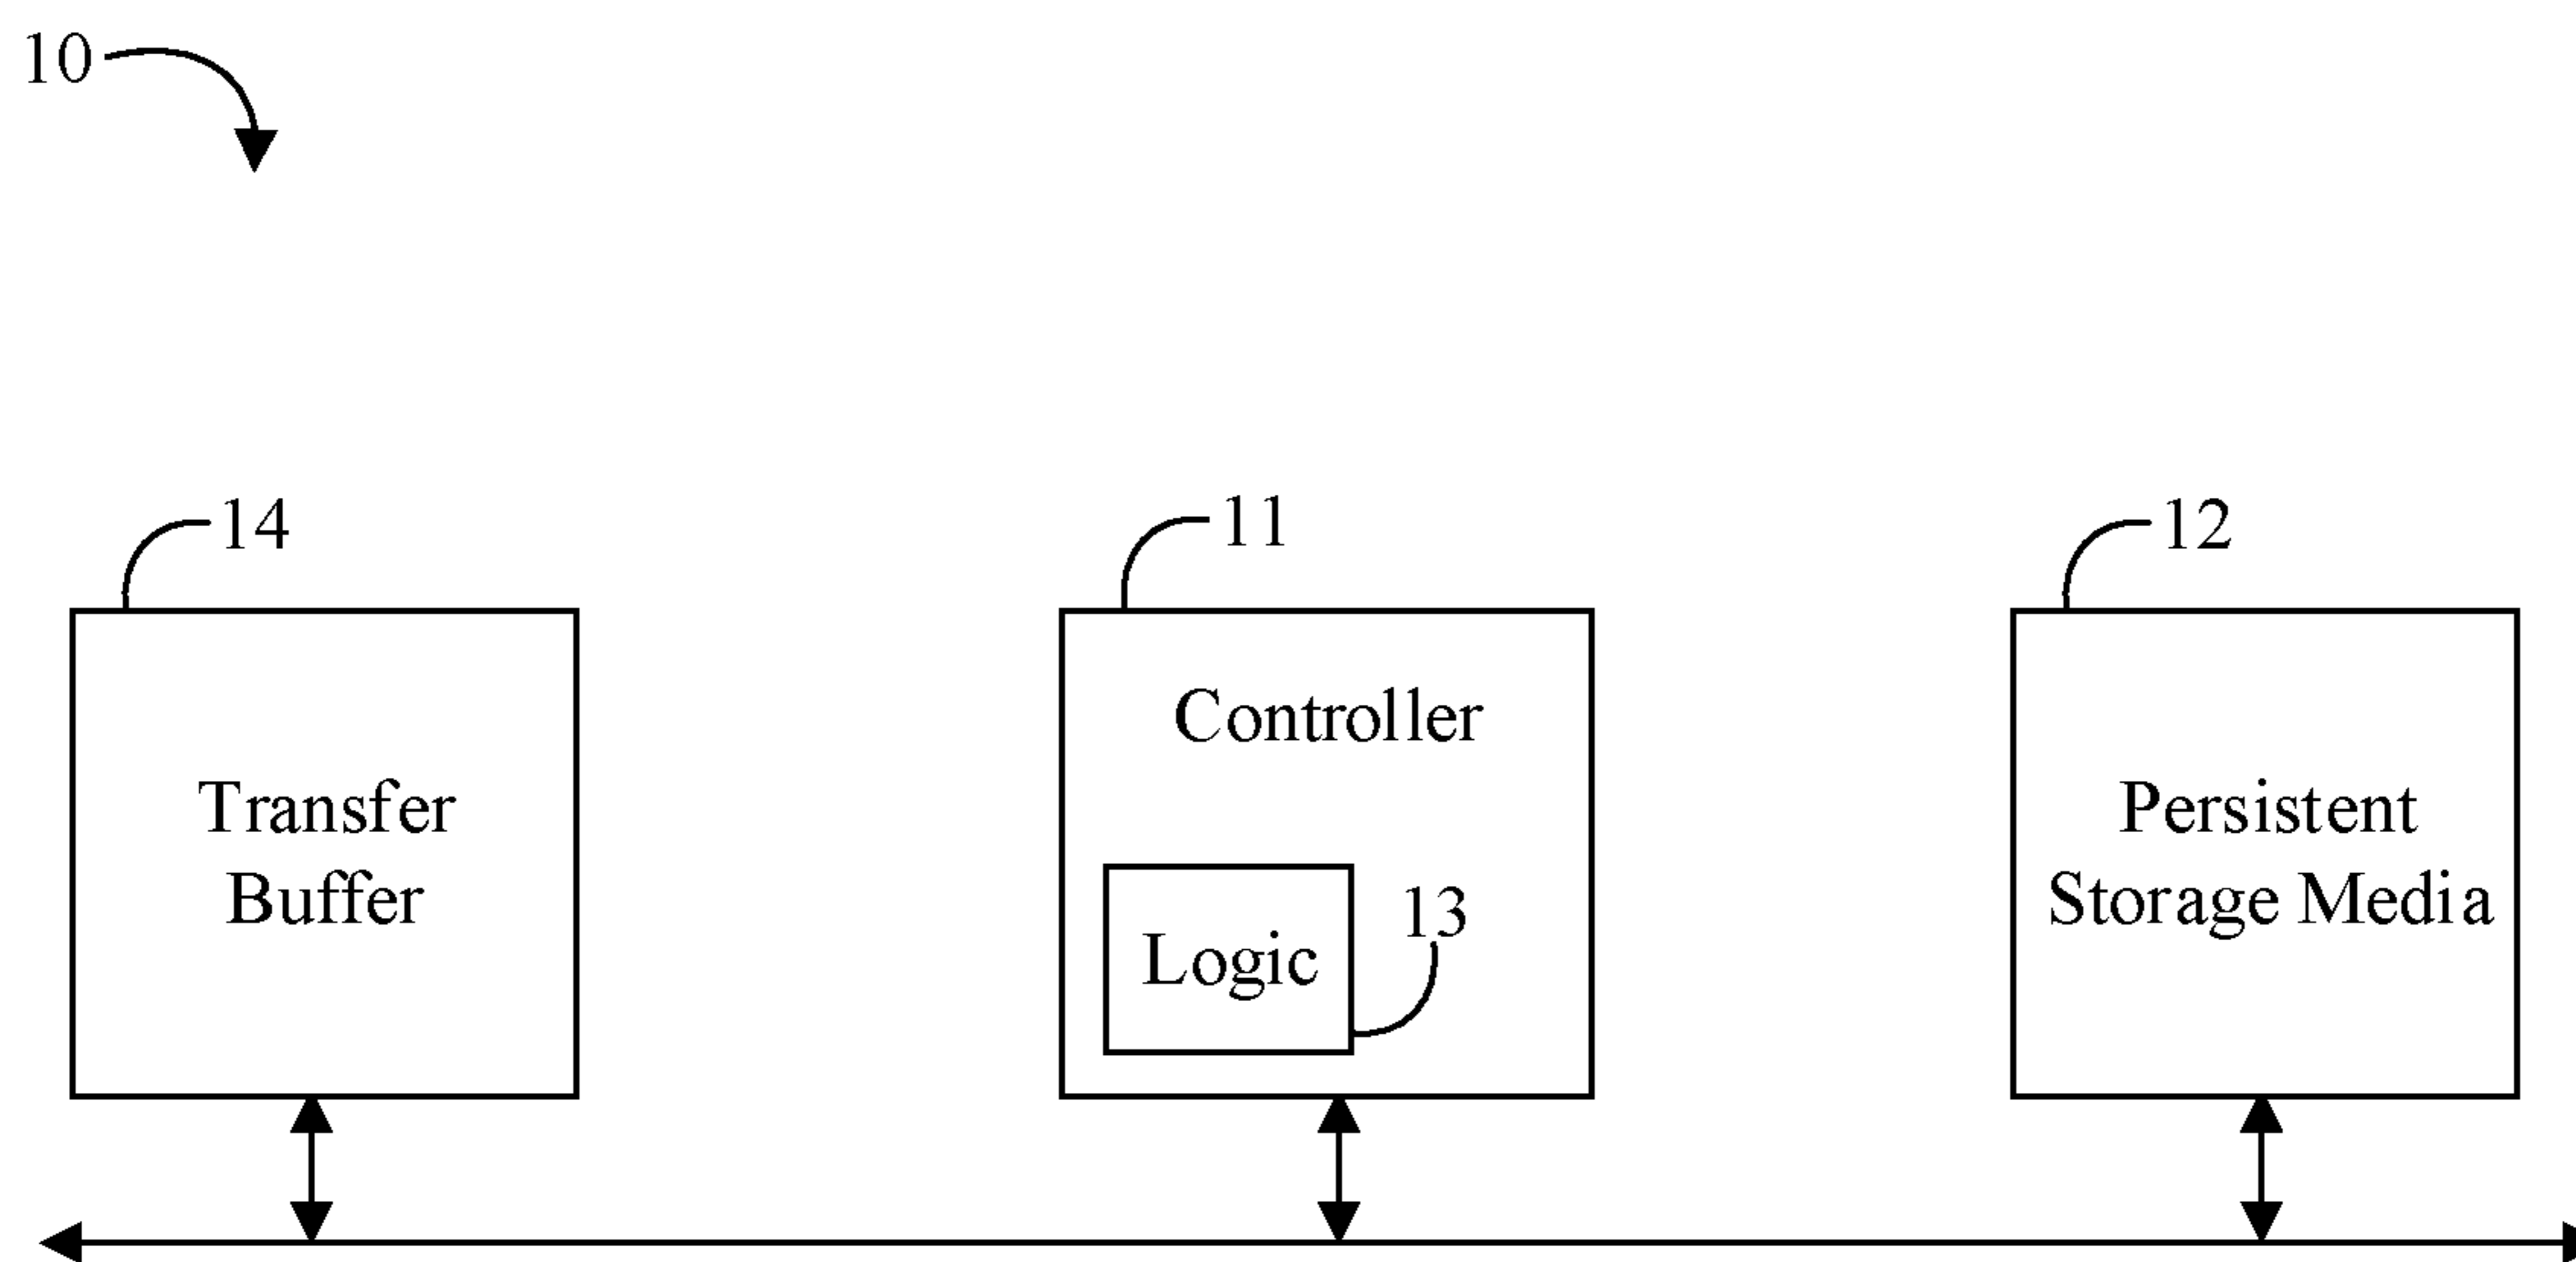 10
14
11
12
Transfer
Buffer
Controller
Logic
13
Persistent
Storage Media